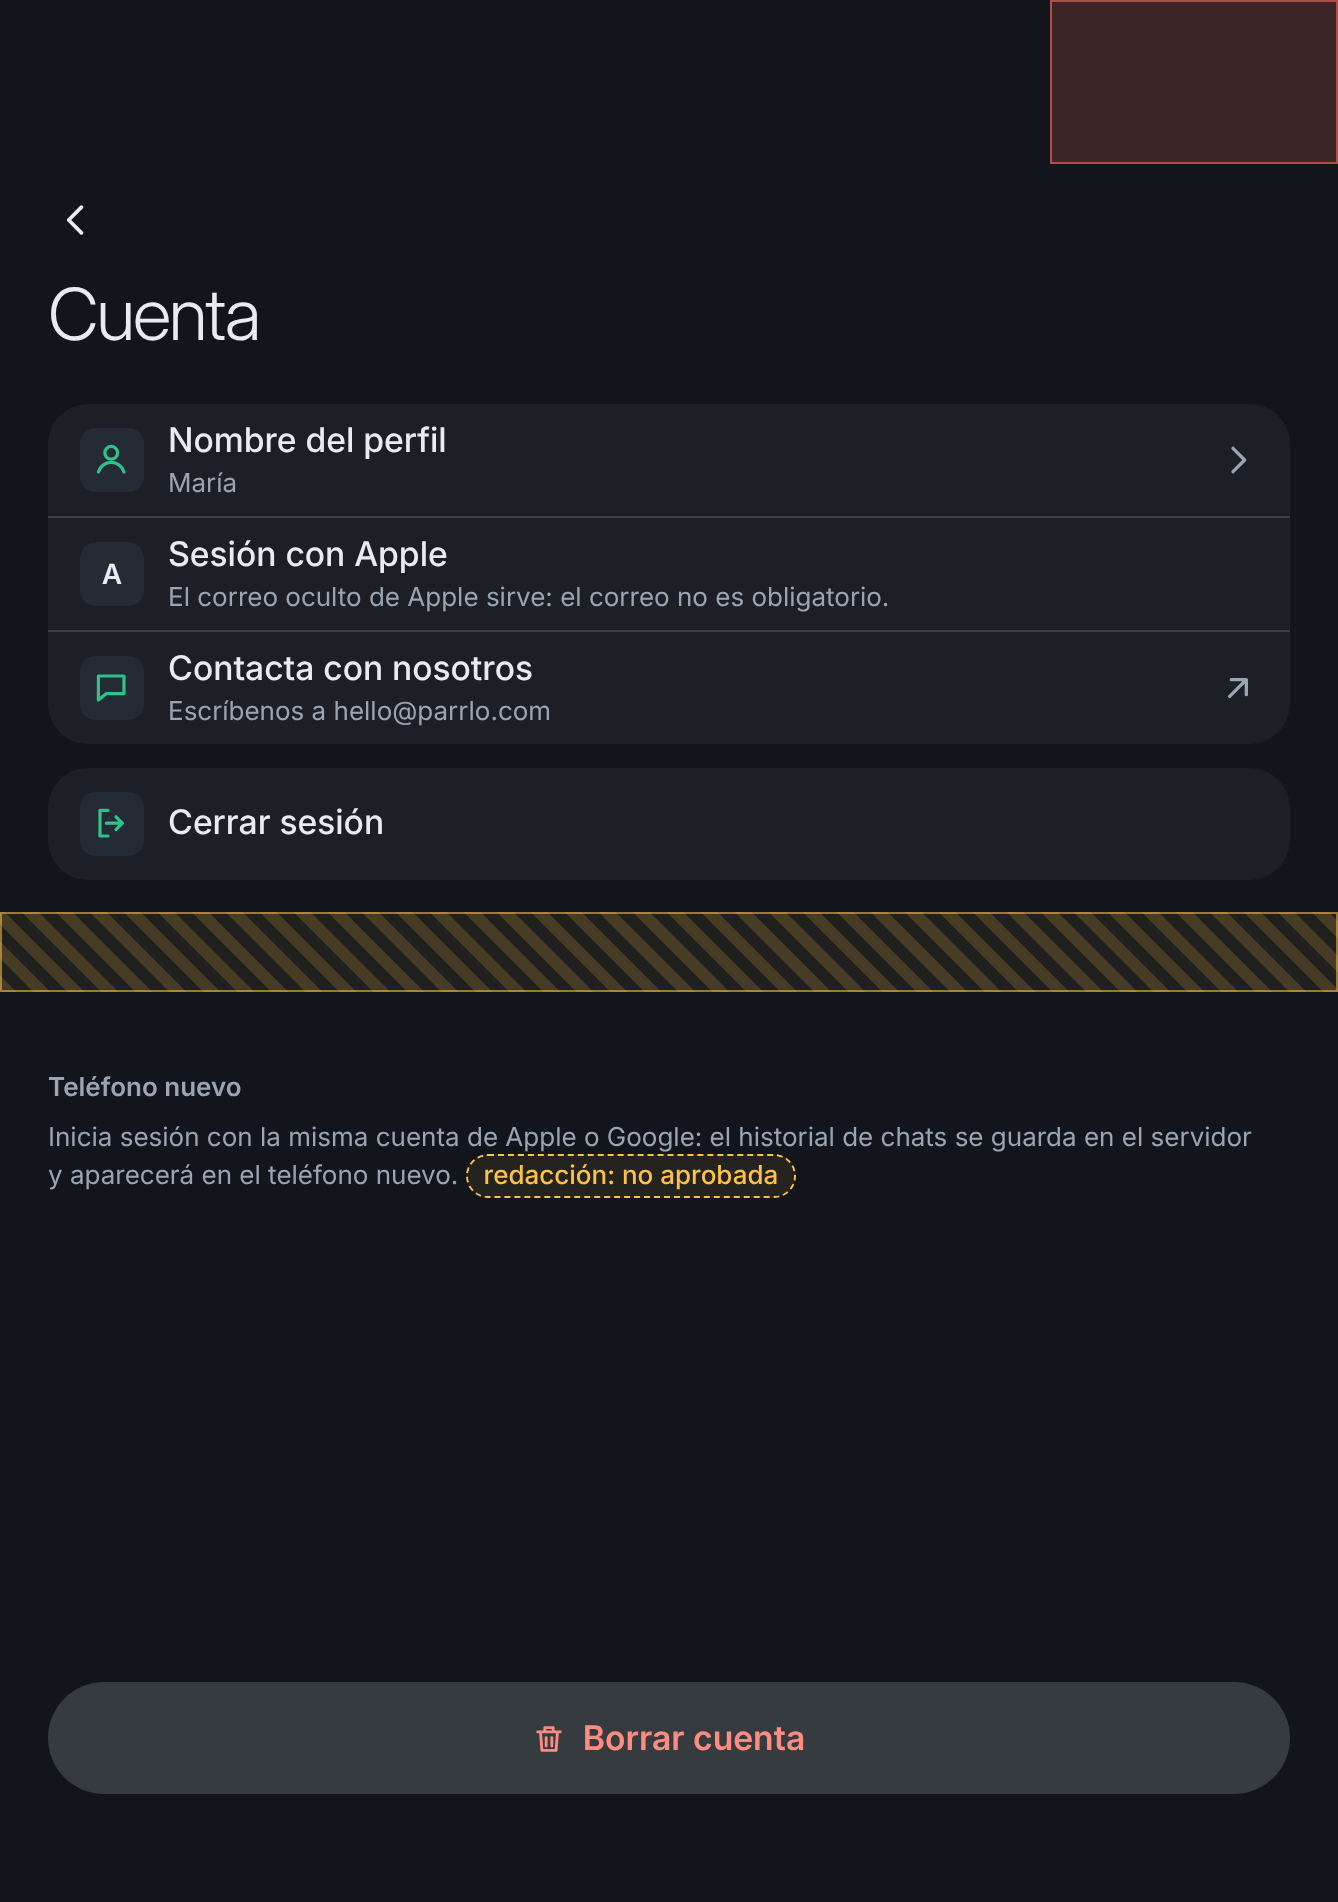 Cuenta
Nombre del perfil
María
A
Sesión con Apple
El correo oculto de Apple sirve: el correo no es obligatorio.
Contacta con nosotros
Escríbenos a hello@parrlo.com
Cerrar sesión
Teléfono nuevo
Inicia sesión con la misma cuenta de Apple o Google: el historial de chats se guarda en el servidor
y aparecerá en el teléfono nuevo. redacción: no aprobada
Borrar cuenta